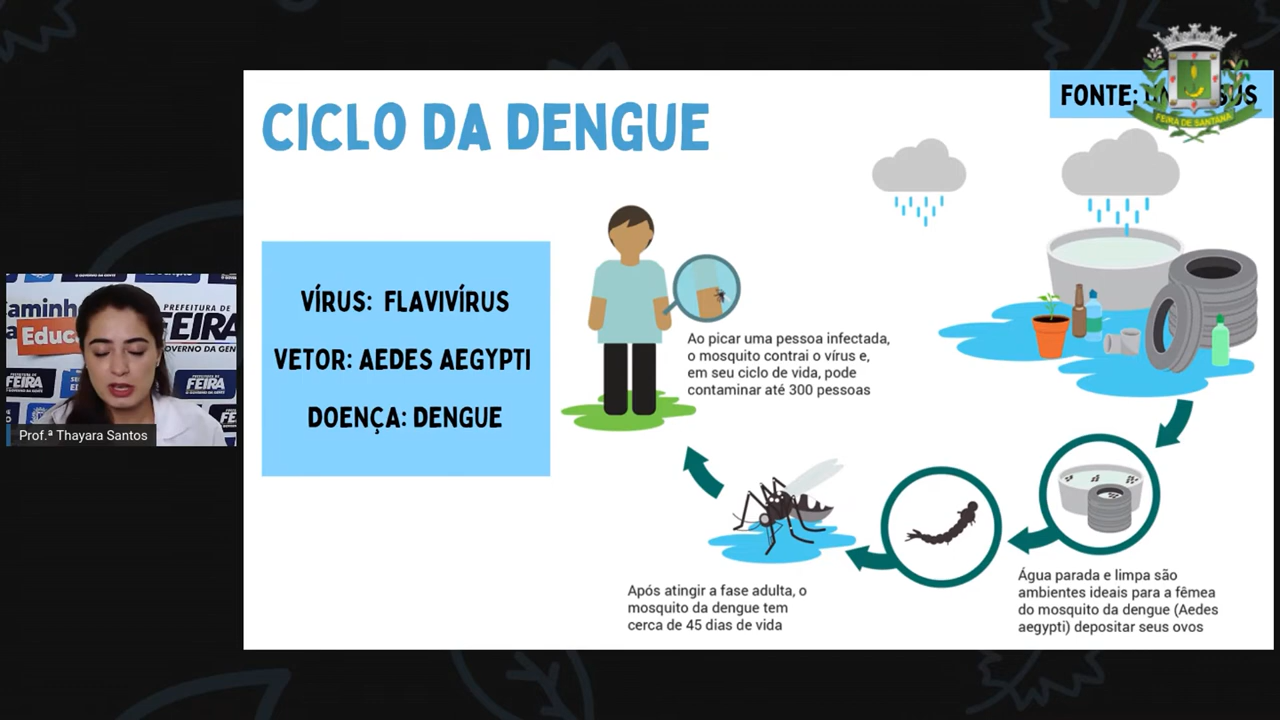 CICLO DA DENGUE
FONTE:
FEIRA DE SANTANA
VÍRUS: FLAVIVÍRUS
VETOR: AEDES AEGYPTI
DOENÇA: DENGUE
Ao picar uma pessoa infectada,
o mosquito contrai o vírus e,
em seu ciclo de vida, pode
contaminar até 300 pessoas
Após atingir a fase adulta, o
mosquito da dengue tem
cerca de 45 dias de vida
Água parada e limpa são
ambientes ideais para a fêmea
do mosquito da dengue (Aedes
aegypti) depositar seus ovos
PREFEITURA DE
FEIRA
FEIRA
FEIRA
Prof.ª Thayara Santos